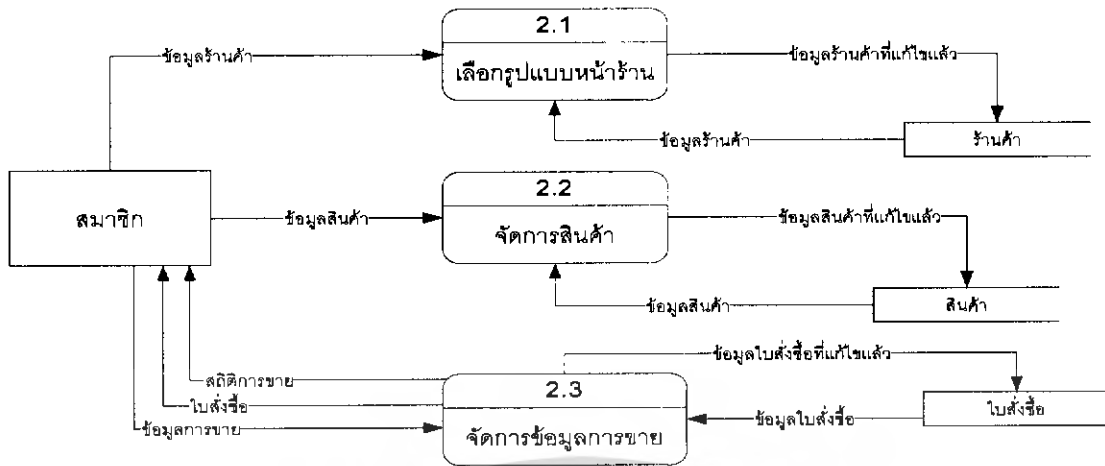 2.1
ข้อมูลร้านค้า
ข้อมูลร้านค้าที่แก้ไขแล้ว
เลือกรูปแบบหน้าร้าน
ข้อมูลร้านค้า
ร้านค้า
2.2
สมาชิก
ข้อมูลสินค้า
ข้อมูลสินค้าที่แก้ไขแล้ว
จัดการสินค้า
ข้อมูลสินค้า
สินค้า
ข้อมูลใบสั่งซื้อที่แก้ไขแล้ว
สถิติการขาย
2.3
ใบสั่งซื้อ
ใบสั่งซื้อ
ข้อมูลใบสั่งซื้อ
ข้อมูลการขาย
จัดการข้อมูลการขาย